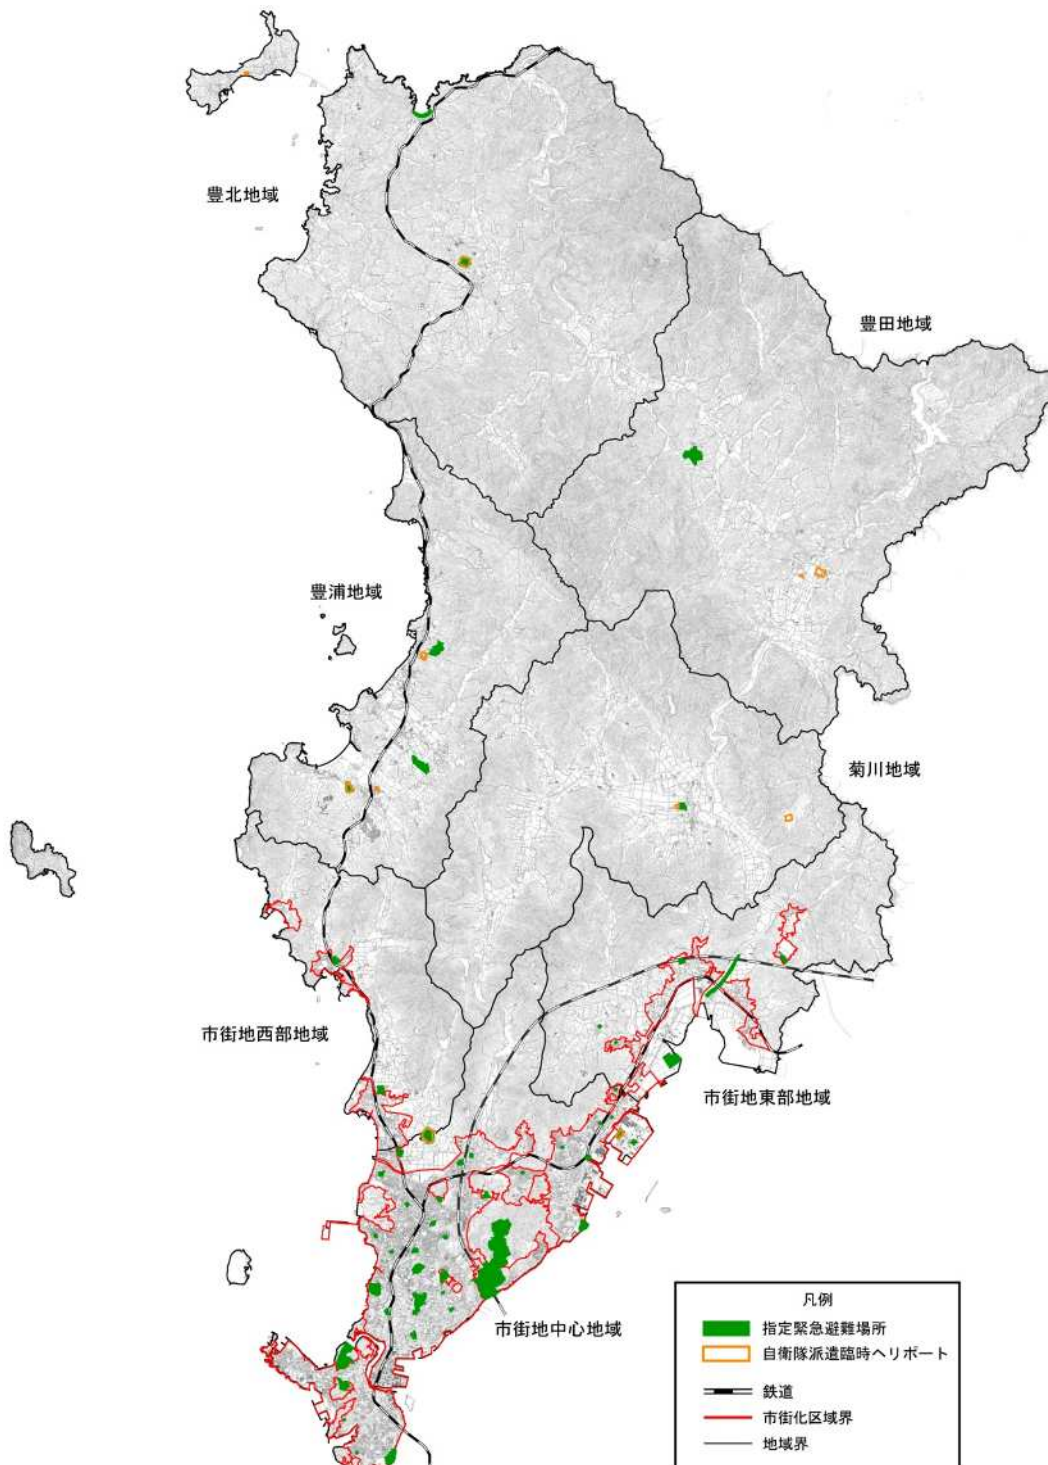 豊北地域
豊田地域
豊浦地域
菊川地域
市街地西部地域
市街地東部地域
市街地中心地域
凡例
指定緊急避難場所
自衛隊派遣臨時ヘリポート
鉄道
市街化区域界
地域界